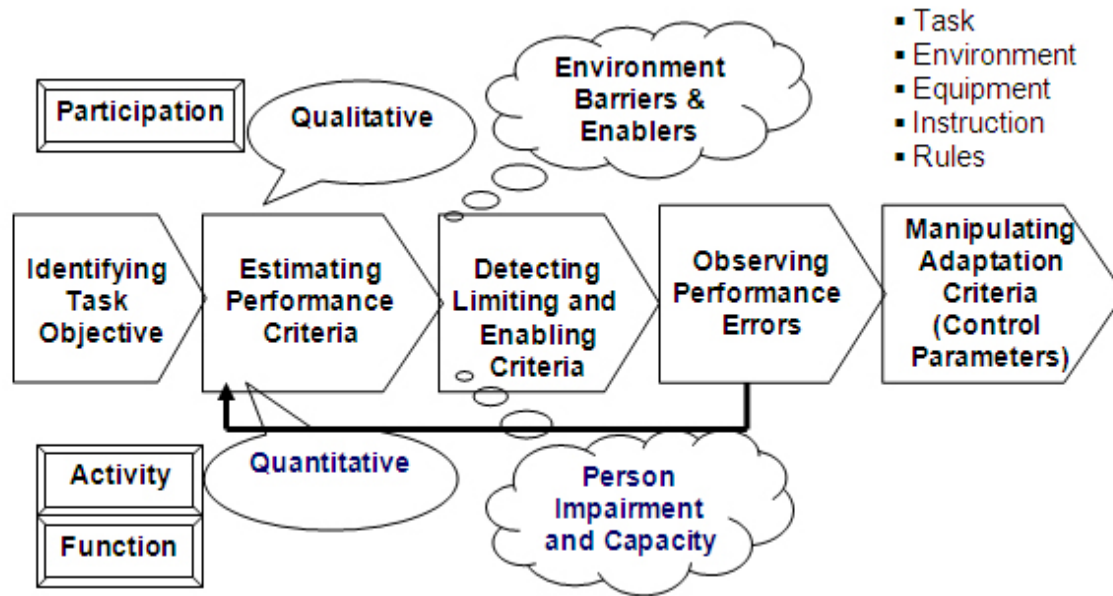 ▪ Task
▪ Environment
▪ Equipment
▪ Instruction
▪ Rules
Participation
Qualitative
Environment
Barriers &
Enablers
Identifying
Task
Objective
Estimating
Performance
Criteria
Detecting
Limiting and
Enabling
Criteria
Observing
Performance
Errors
Manipulating
Adaptation
Criteria
(Control
Parameters)
Activity
Function
Quantitative
Person
Impairment
and Capacity